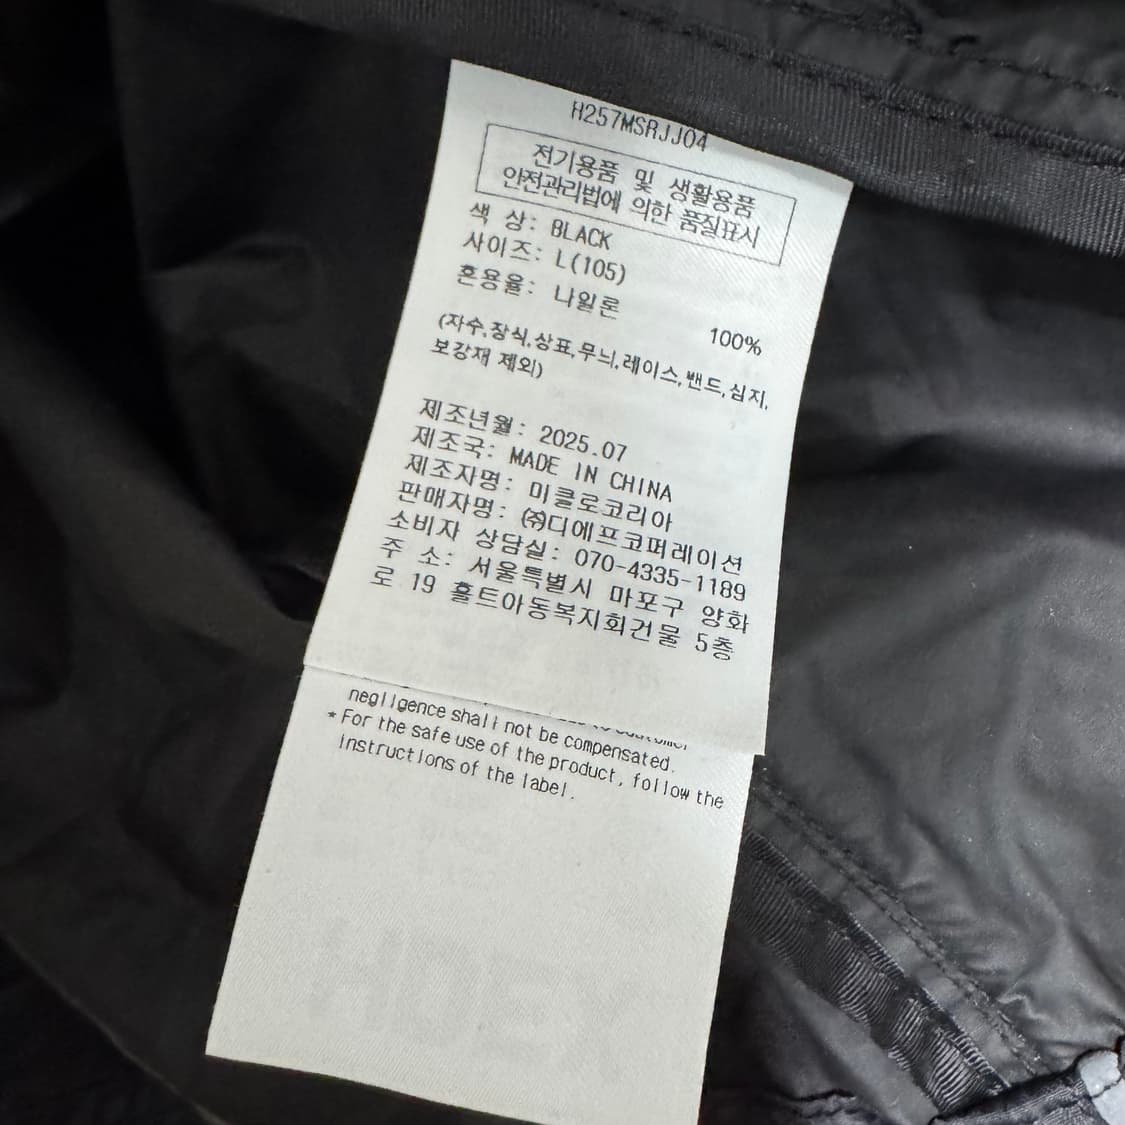 H257MSRJJ04
전기용품 및 생활용품
안전관리법에 의한 품질표시
색 상: BLACK
사이즈: L(105)
혼용율: 나일론
100%
(자수,장식,상표,무늬,레이스,밴드,심지,
보강재 제외)
제조년월: 2025.07
제조국: MADE IN CHINA
제조자명: 미클로코리아
판매자명: ㈜디에프코퍼레이션
소비자 상담실: 070-4335-1189
주 소: 서울특별시 마포구 양화
로 19 홀트아동복지회건물 5층
negligence shall not be compensated.
* For the safe use of the product, follow the
instructions of the label.